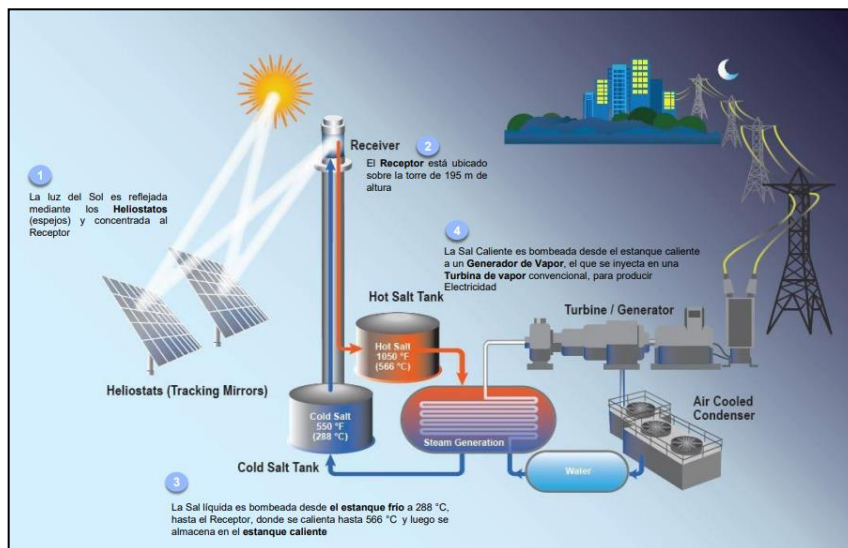 1
La luz del Sol es reflejada
mediante los Heliostatos
(espejos) y concentrada al
Receptor
Receiver
2
El Receptor está ubicado
sobre la torre de 195 m de
altura
4
La Sal Caliente es bombeada desde el estanque caliente
a un Generador de Vapor, el que se inyecta en una
Turbina de vapor convencional, para producir
Electricidad
Hot Salt Tank
Turbine / Generator
Hot Salt
1050 °F
(566 °C)
Heliostats (Tracking Mirrors)
Cold Salt
550 °F
(288 °C)
Steam Generation
Air Cooled
Condenser
Cold Salt Tank
Water
3
La Sal líquida es bombeada desde el estanque frío a 288 °C,
hasta el Receptor, donde se calienta hasta 566 °C y luego se
almacena en el estanque caliente